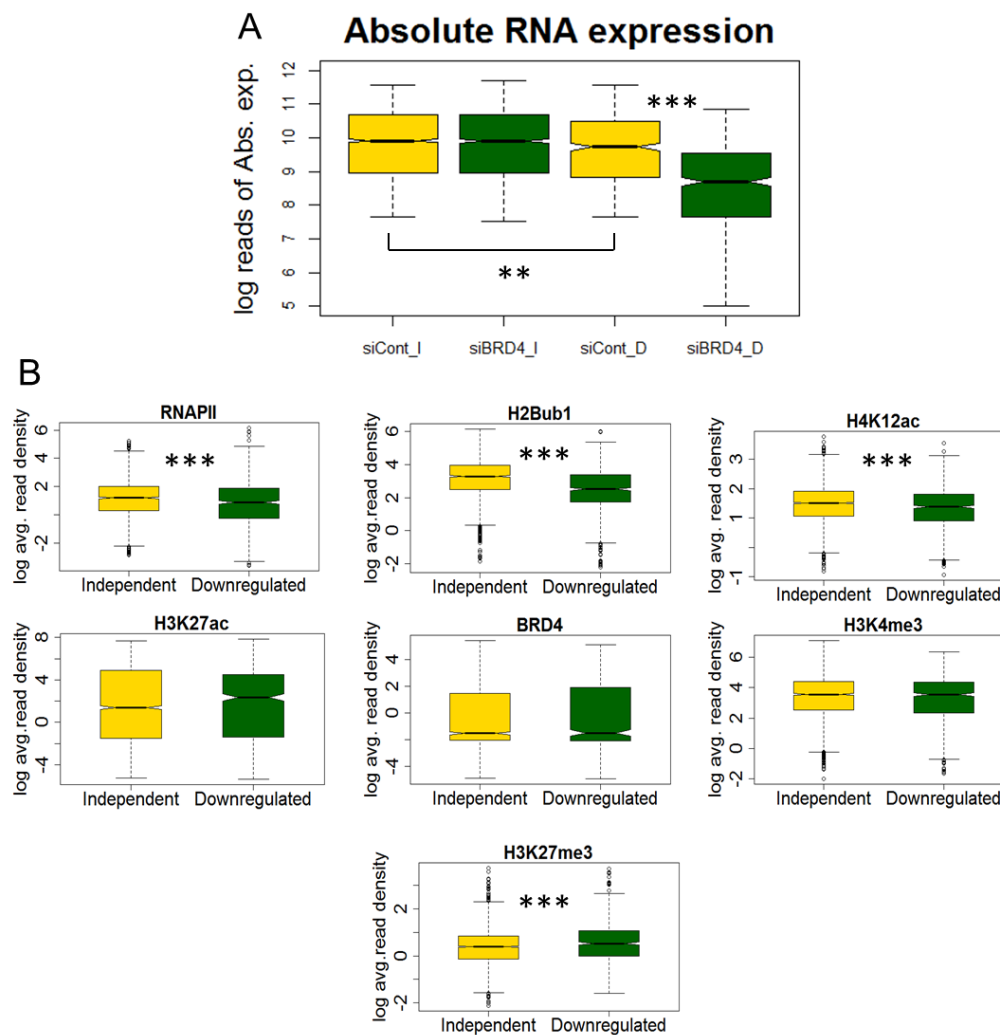 A
Absolute RNA expression
log reads of Abs. exp.
12
11
10
9
8
7
6
5
***
**
siCont_I
siBRD4_I
siCont_D
siBRD4_D
B
RNAPII
log avg. read density
6
2
-2
***
Independent
Downregulated
H2Bub1
log avg.read density
6
4
2
0
-2
***
Independent
Downregulated
H4K12ac
log avg. read density
3
1
-1
***
Independent
Downregulated
H3K27ac
log avg.read density
8
4
0
-4
Independent
Downregulated
BRD4
log avg.read density
4
2
0
-4
Independent
Downregulated
H3K4me3
log avg.read density
6
4
2
0
-2
Independent
Downregulated
H3K27me3
log avg.read density
2
0
-2
***
Independent
Downregulated